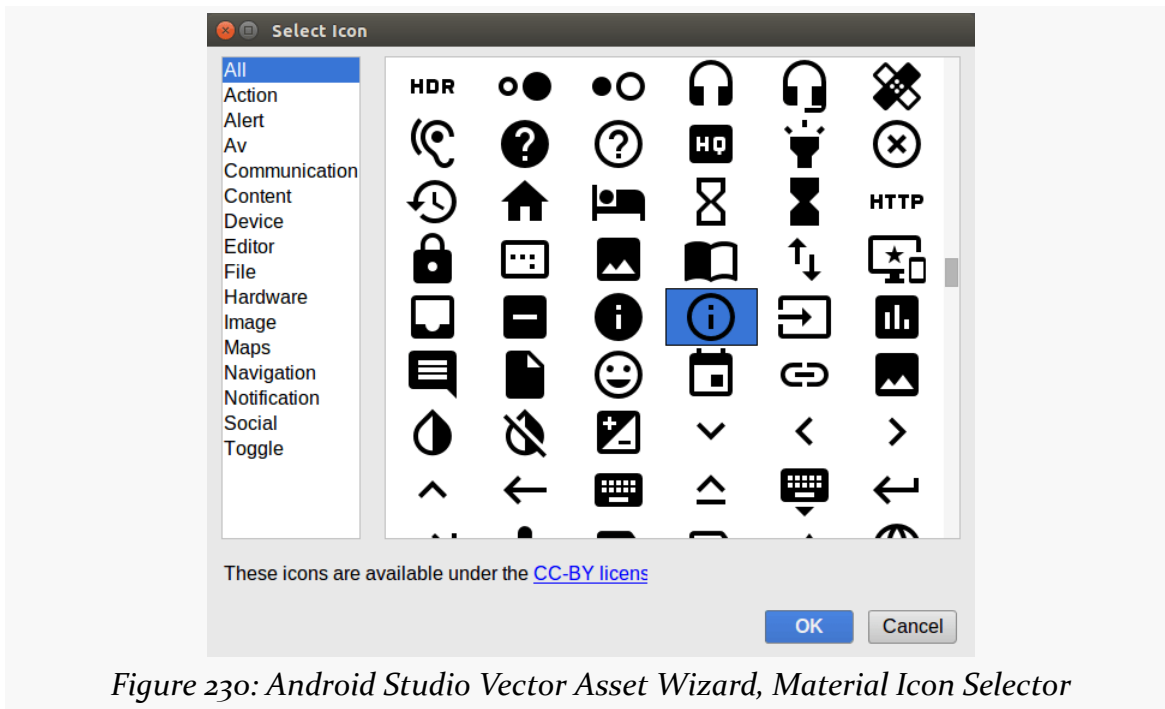 Select Icon
All
Action
Alert
Av
Communication
Content
Device
Editor
File
Hardware
Image
Maps
Navigation
Notification
Social
Toggle
HDR
HQ
HTTP
These icons are available under the CC-BY licens
OK
Cancel
Figure 230: Android Studio Vector Asset Wizard, Material Icon Selector